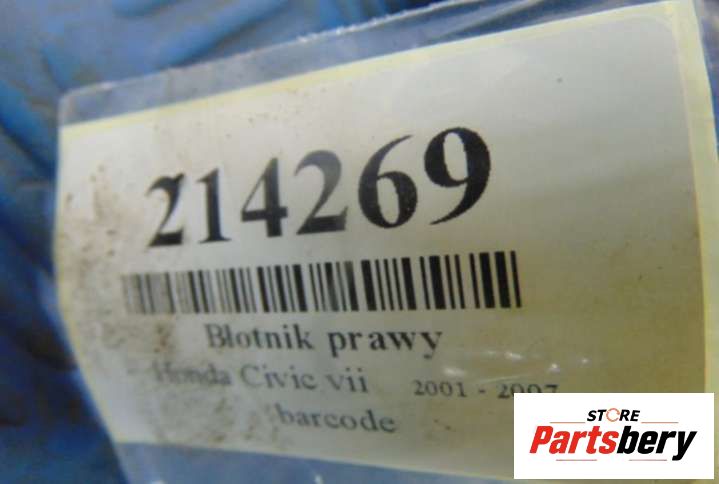 214269
Błotnik prawy
Honda Civic vii 2001 - 2007
barcode
STORE
Partsbery